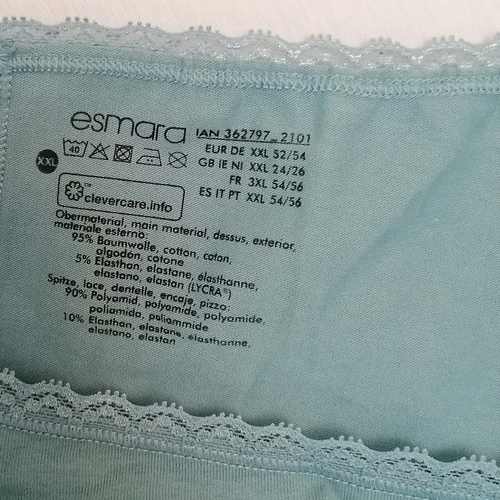 esmara
IAN 362797_2101
40
XXL
EUR DE XXL 52/54
GB IE NI XXL 24/26
FR 3XL 54/56
ES IT PT XXL 54/56
clevercare.info
™
Obermaterial, main material, dessus, exterior,
materiale esterno:
95% Baumwolle, cotton, coton,
algodón, cotone
5% Elasthan, elastane, élasthanne,
elastano, elastan (LYCRA®)
Spitze, lace, dentelle, encaje, pizzo:
90% Polyamid, polyamide, polyamide,
poliamida, poliammide
10% Elasthan, elastane, élasthanne,
elastano, elastan